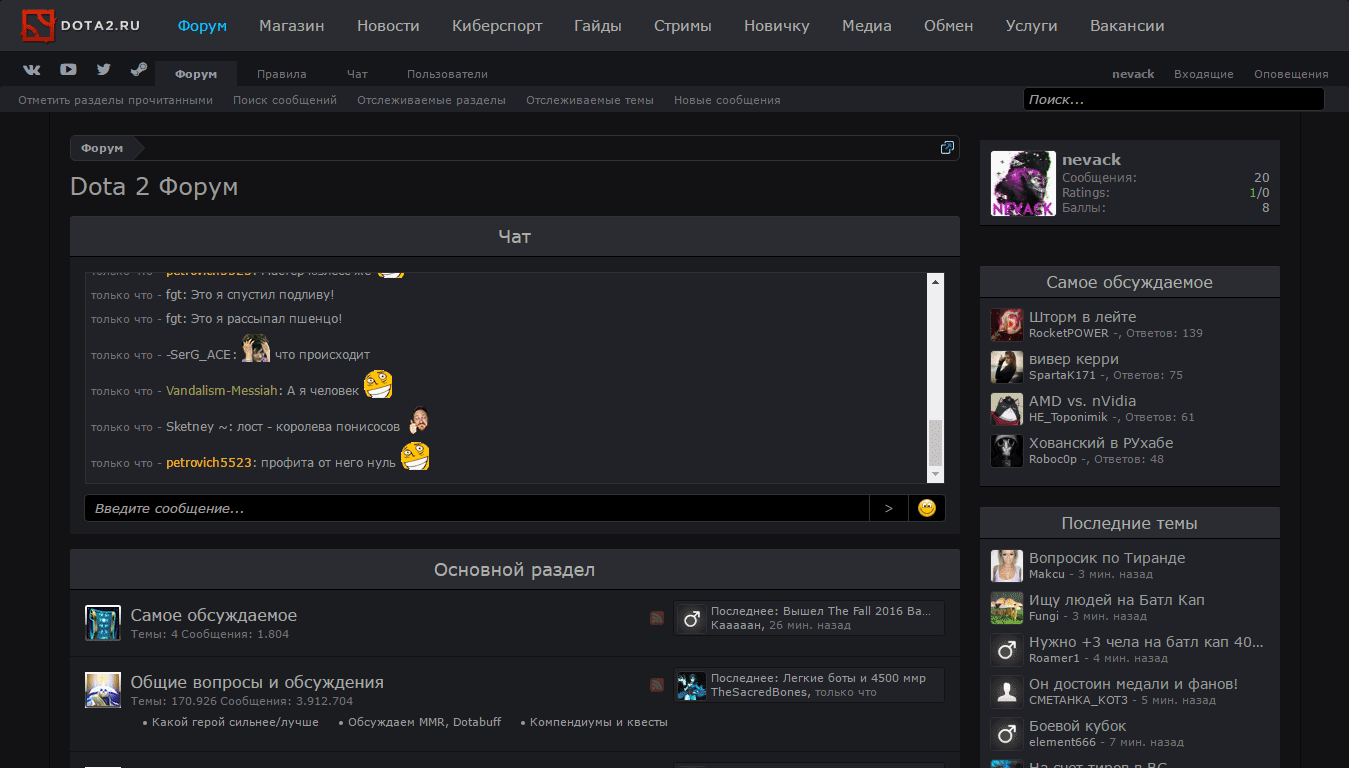 DOTA2.RU Форум Магазин Новости Киберспорт Гайды Стримы Новичку Медиа Обмен Услуги Вакансии
Форум Правила Чат Пользователи nevack Входящие Оповещения
Отметить разделы прочитанными Поиск сообщений Отслеживаемые разделы Отслеживаемые темы Новые сообщения Поиск...
Форум
Dota 2 Форум
Чат
только что - petrovich5523:
только что - fgt: Это я спустил подливу!
только что - fgt: Это я рассыпал пшенцо!
только что - -SerG_ACE: что происходит
только что - Vandalism-Messiah: А я человек
только что - Sketney ~: лост - королева понисосов
только что - petrovich5523: профита от него нуль
Введите сообщение... >
Основной раздел
Самое обсуждаемое
Темы: 4 Сообщения: 1.804
Последнее: Вышел The Fall 2016 Ba...
Kaaaaan, 26 мин. назад
Общие вопросы и обсуждения
Темы: 170.926 Сообщения: 3.912.704
Последнее: Легкие боты и 4500 ммр
TheSacredBones, только что
• Какой герой сильнее/лучше • Обсуждаем MMR, Dotabuff • Компендиумы и квесты
NEVACK
nevack
Сообщения: 20
Ratings: 1/0
Баллы: 8
Самое обсуждаемое
Шторм в лейте
RocketPOWER -, Ответов: 139
вивер керри
SpartaK171 -, Ответов: 75
AMD vs. nVidia
HE_Toponimik -, Ответов: 61
Хованский в РУхабе
Roboc0p -, Ответов: 48
Последние темы
Вопросик по Тиранде
Makcu - 3 мин. назад
Ищу людей на Батл Кап
Fungi - 3 мин. назад
Нужно +3 чела на батл кап 40...
Roamer1 - 4 мин. назад
Он достоин медали и фанов!
CMETAHKA_KOT3 - 5 мин. назад
Боевой кубок
element666 - 7 мин. назад
На счет тиров в BC